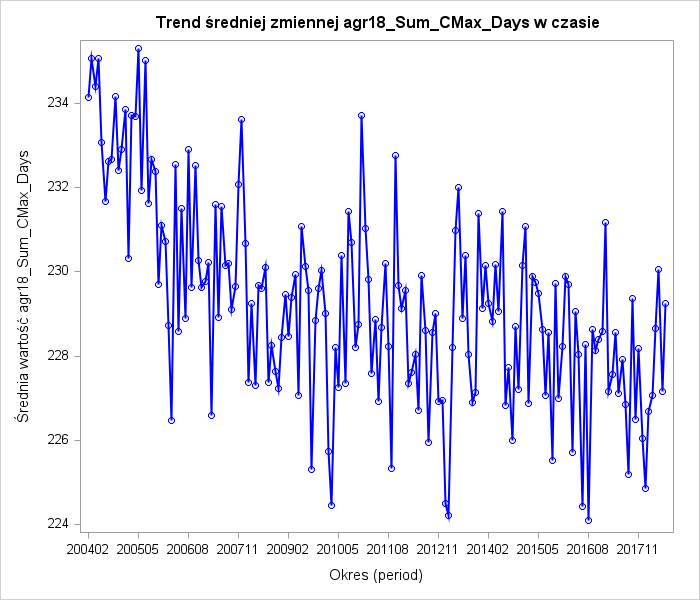 Trend średniej zmiennej agr18_Sum_CMax_Days w czasie
Średnia wartość agr18_Sum_CMax_Days
234
232
230
228
226
224
200402 200505 200608 200711 200902 201005 201108 201211 201402 201505 201608 201711
Okres (period)